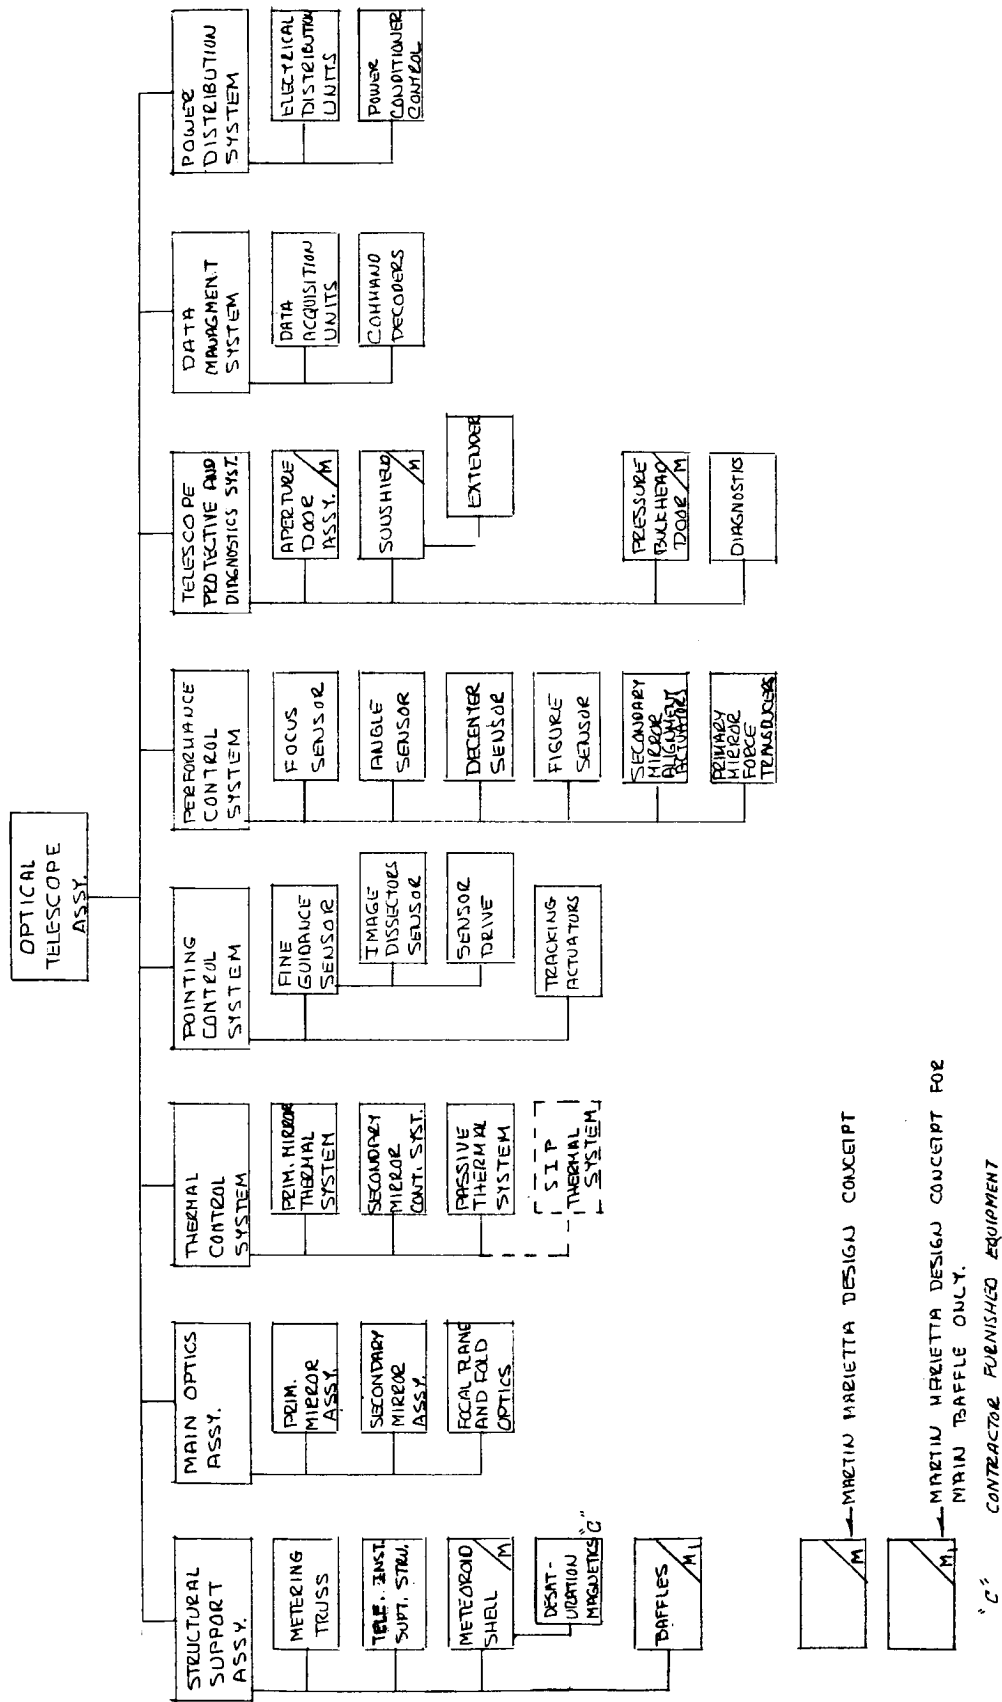 OPTICAL
TELESCOPE
ASSY.
STRUCTURAL
SUPPORT
ASSY.
METERING
TRUSS
TELE. INST.
SUPT. STRU.
METEOROID
SHELL
M
DESAT-
URATION
MAGNETICS
"C"
BAFFLES
M1
MAIN OPTICS
ASSY.
PRIM.
MIRROR
ASSY.
SECONDARY
MIRROR
ASSY.
FOCAL PLANE
AND FOLD
OPTICS
THERMAL
CONTROL
SYSTEM
PRIM. MIRROR
THERMAL
SYSTEM
SECONDARY
MIRROR
CONT. SYST.
PASSIVE
THERMAL
SYSTEM
SIP
THERMAL
SYSTEM
POINTING
CONTROL
SYSTEM
FINE
GUIDANCE
SENSOR
IMAGE
DISSECTORS
SENSOR
SENSOR
DRIVE
TRACKING
ACTUATORS
PERFORMANCE
CONTROL
SYSTEM
FOCUS
SENSOR
ANGLE
SENSOR
DECENTER
SENSOR
FIGURE
SENSOR
SECONDARY
MIRROR
ALIGNMENT
ACTUATORS
PRIMARY
MIRROR
FORCE
TRANSDUCERS
TELESCOPE
PROTECTIVE AND
DIAGNOSTICS SYST.
APERTURE
DOOR
ASSY.
M
SUNSHIELD
M
EXTENDER
PRESSURE
BULKHEAD
DOOR
M
DIAGNOSTICS
DATA
MANAGMENT
SYSTEM
DATA
ACQUISITION
UNITS
COMMAND
DECODERS
POWER
DISTRIBUTION
SYSTEM
ELECTRICAL
DISTRIBUTION
UNITS
POWER
CONDITIONER
CONTROL
M
MARTIN MARIETTA DESIGN CONCEPT
M1
MARTIN MARIETTA DESIGN CONCEPT FOR
MAIN BAFFLE ONLY.
"C" CONTRACTOR FURNISHED EQUIPMENT